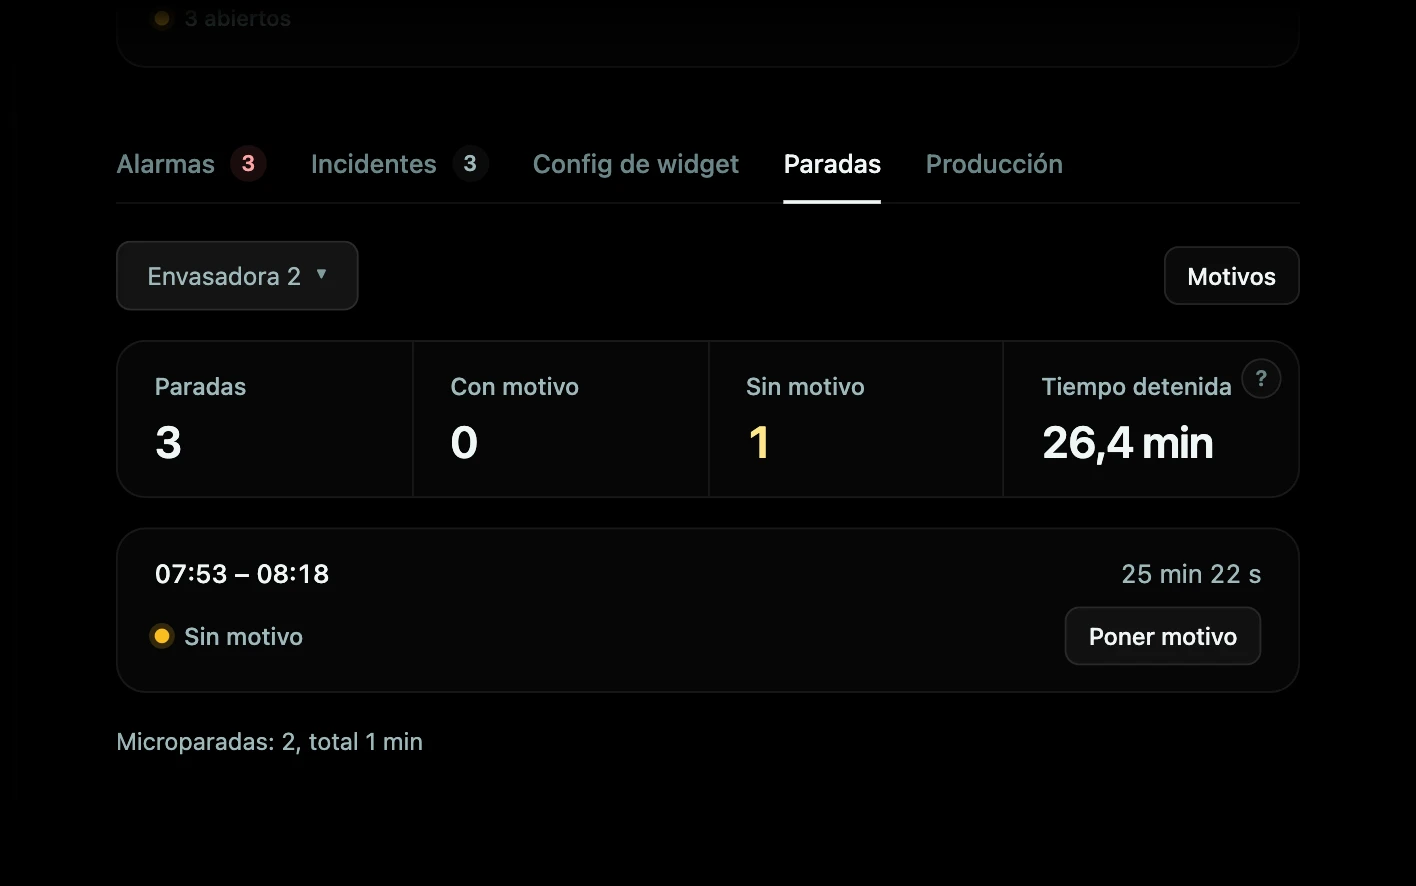 3 abiertos
Alarmas 3 Incidentes 3 Config de widget Paradas Producción
Envasadora 2 ▼
Motivos
Paradas
3
Con motivo
0
Sin motivo
1
Tiempo detenida ?
26,4 min
07:53 – 08:18
25 min 22 s
Sin motivo
Poner motivo
Microparadas: 2, total 1 min